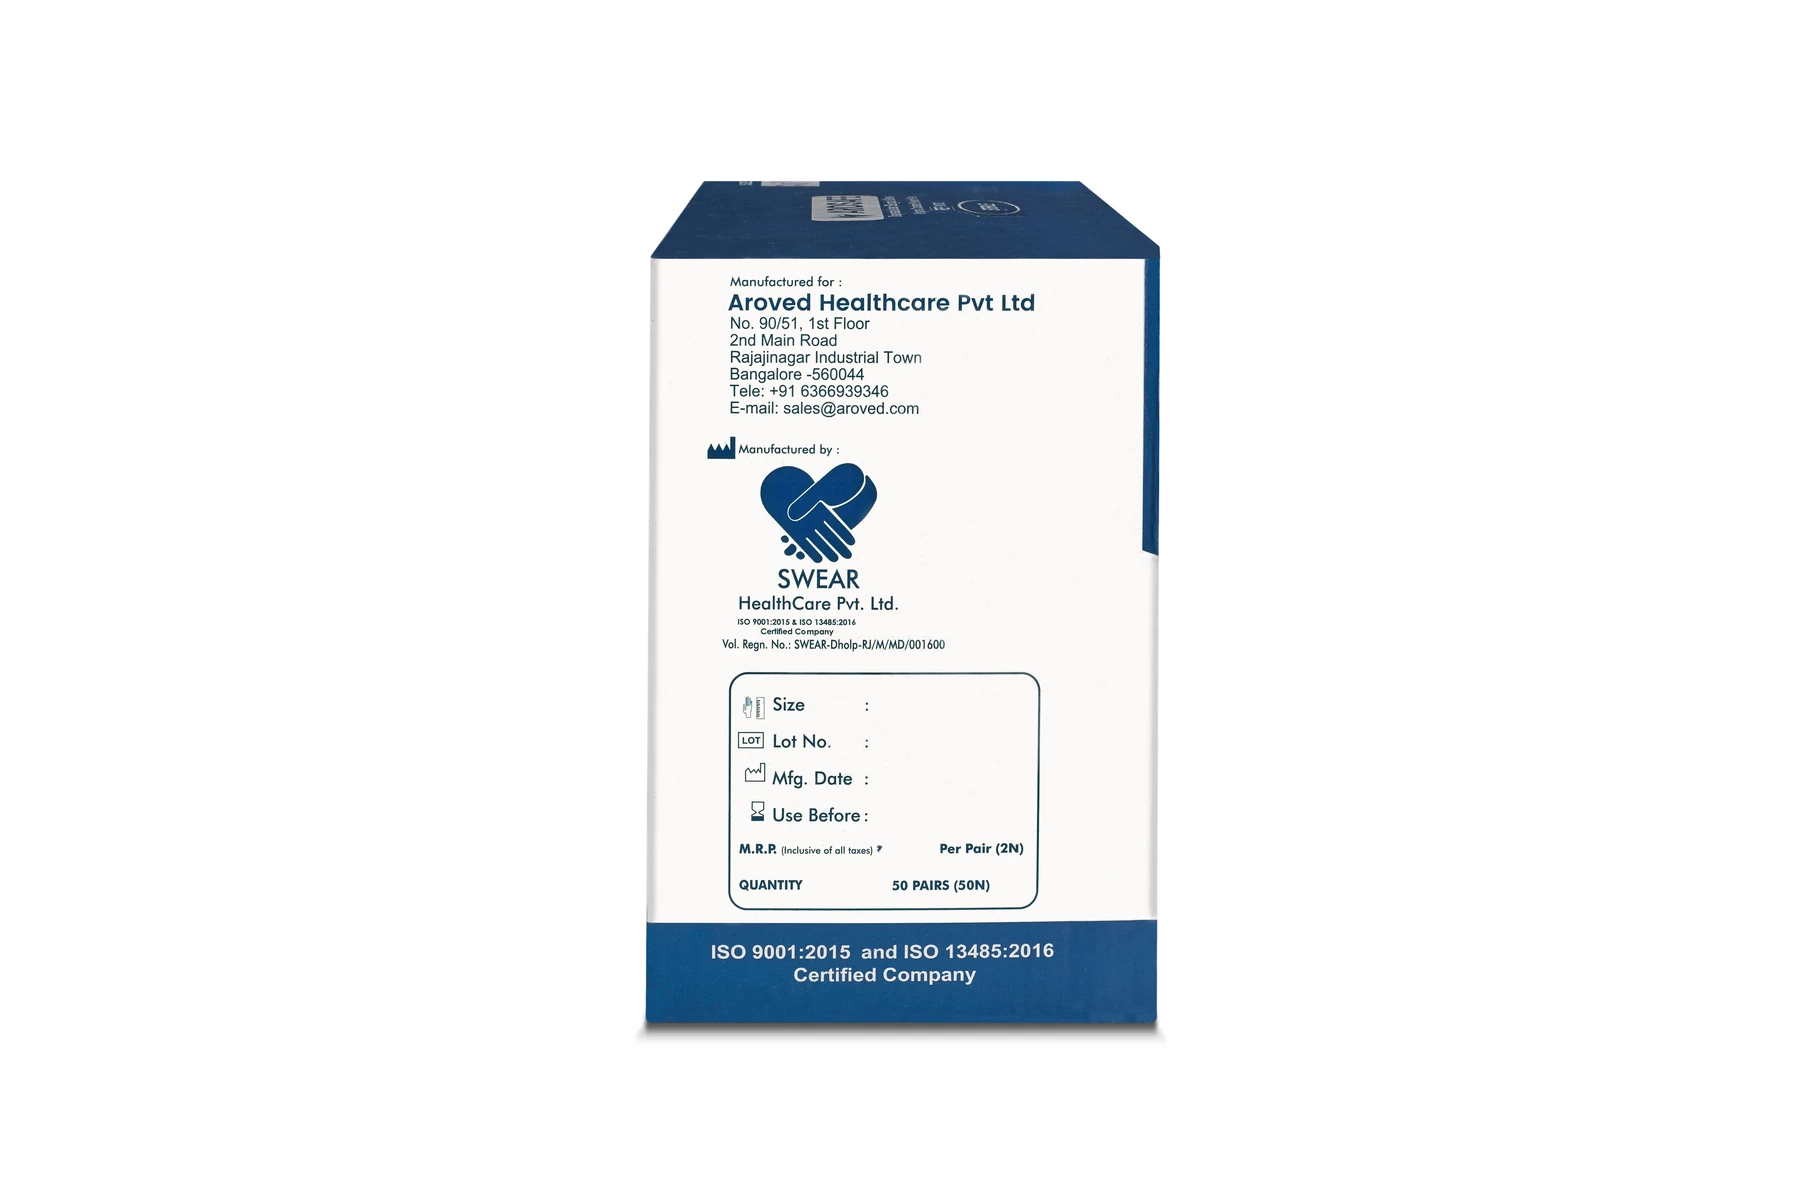 Manufactured for :
Aroved Healthcare Pvt Ltd
No. 90/51, 1st Floor
2nd Main Road
Rajajinagar Industrial Town
Bangalore -560044
Tele: +91 6366939346
E-mail: sales@aroved.com
Manufactured by :
SWEAR
HealthCare Pvt. Ltd.
ISO 9001:2015 & ISO 13485:2016
Certified Company
Vol. Regn. No.: SWEAR-Dholp-RJ/M/MD/001600
Size :
LOT Lot No. :
Mfg. Date :
Use Before :
M.R.P. (Inclusive of all taxes) ₹ Per Pair (2N)
QUANTITY 50 PAIRS (50N)
ISO 9001:2015 and ISO 13485:2016
Certified Company